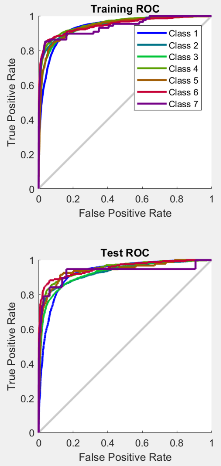 Training ROC
1
0.8
0.6
0.4
0.2
0
True Positive Rate
Class 1
Class 2
Class 3
Class 4
Class 5
Class 6
Class 7
0 0.2 0.4 0.6 0.8 1
False Positive Rate
Test ROC
1
0.8
0.6
0.4
0.2
0
True Positive Rate
0 0.2 0.4 0.6 0.8 1
False Positive Rate